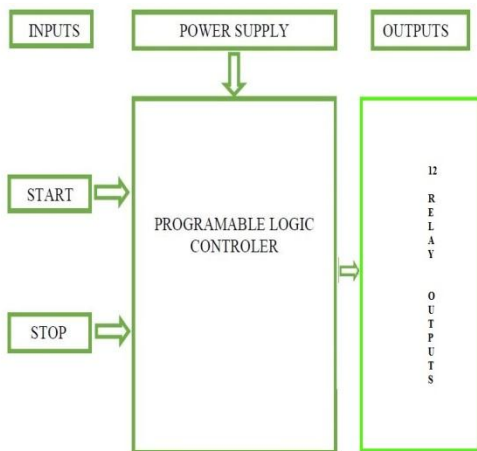 INPUTS
POWER SUPPLY
OUTPUTS
START
PROGRAMABLE LOGIC
CONTROLER
STOP
12
R
E
L
A
Y
O
U
T
P
U
T
S